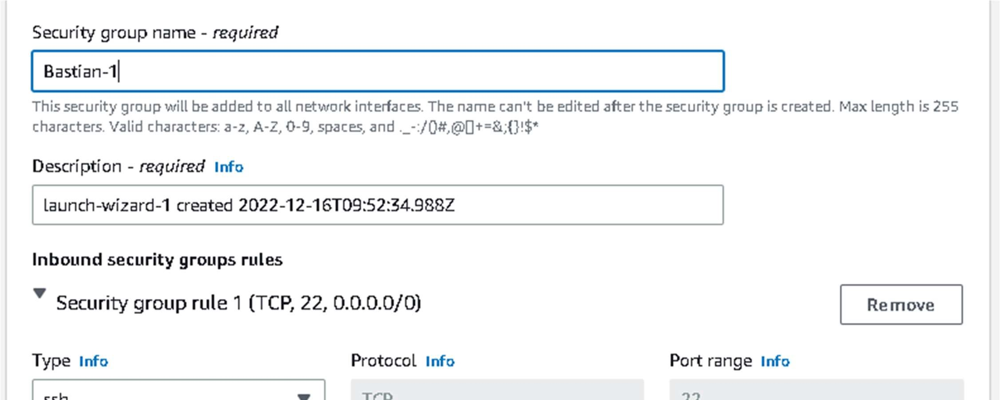 Security group name - required
Bastian-1
This security group will be added to all network interfaces. The name can't be edited after the security group is created. Max length is 255
characters. Valid characters: a-z, A-Z, 0-9, spaces, and ._-:/()#,@[]+=&;{}!$*
Description - required Info
launch-wizard-1 created 2022-12-16T09:52:34.988Z
Inbound security groups rules
Security group rule 1 (TCP, 22, 0.0.0.0/0)
Remove
Type Info Protocol Info Port range Info
ssh TCP 22